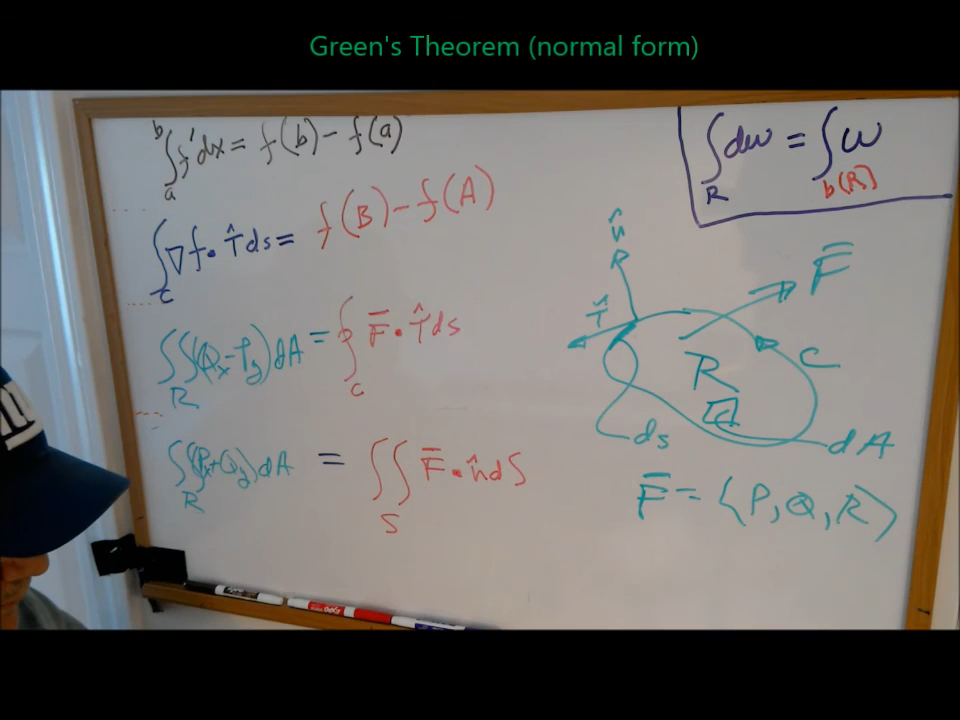 Green's Theorem (normal form)
∫_a^b f'dx = f(b) - f(a)
∫_R dω = ∫_b(R) ω
∫_C ∇f • T̂ ds = f(B) - f(A)
n̂
T̂
F̄
∬_R (Q_x - P_y) dA = ∮_C F̄ • T̂ ds
R
C
ds
dA
∬_R (P_x + Q_y) dA = ∬_S F̄ • n̂ dS
F̄ = ⟨P, Q, R⟩